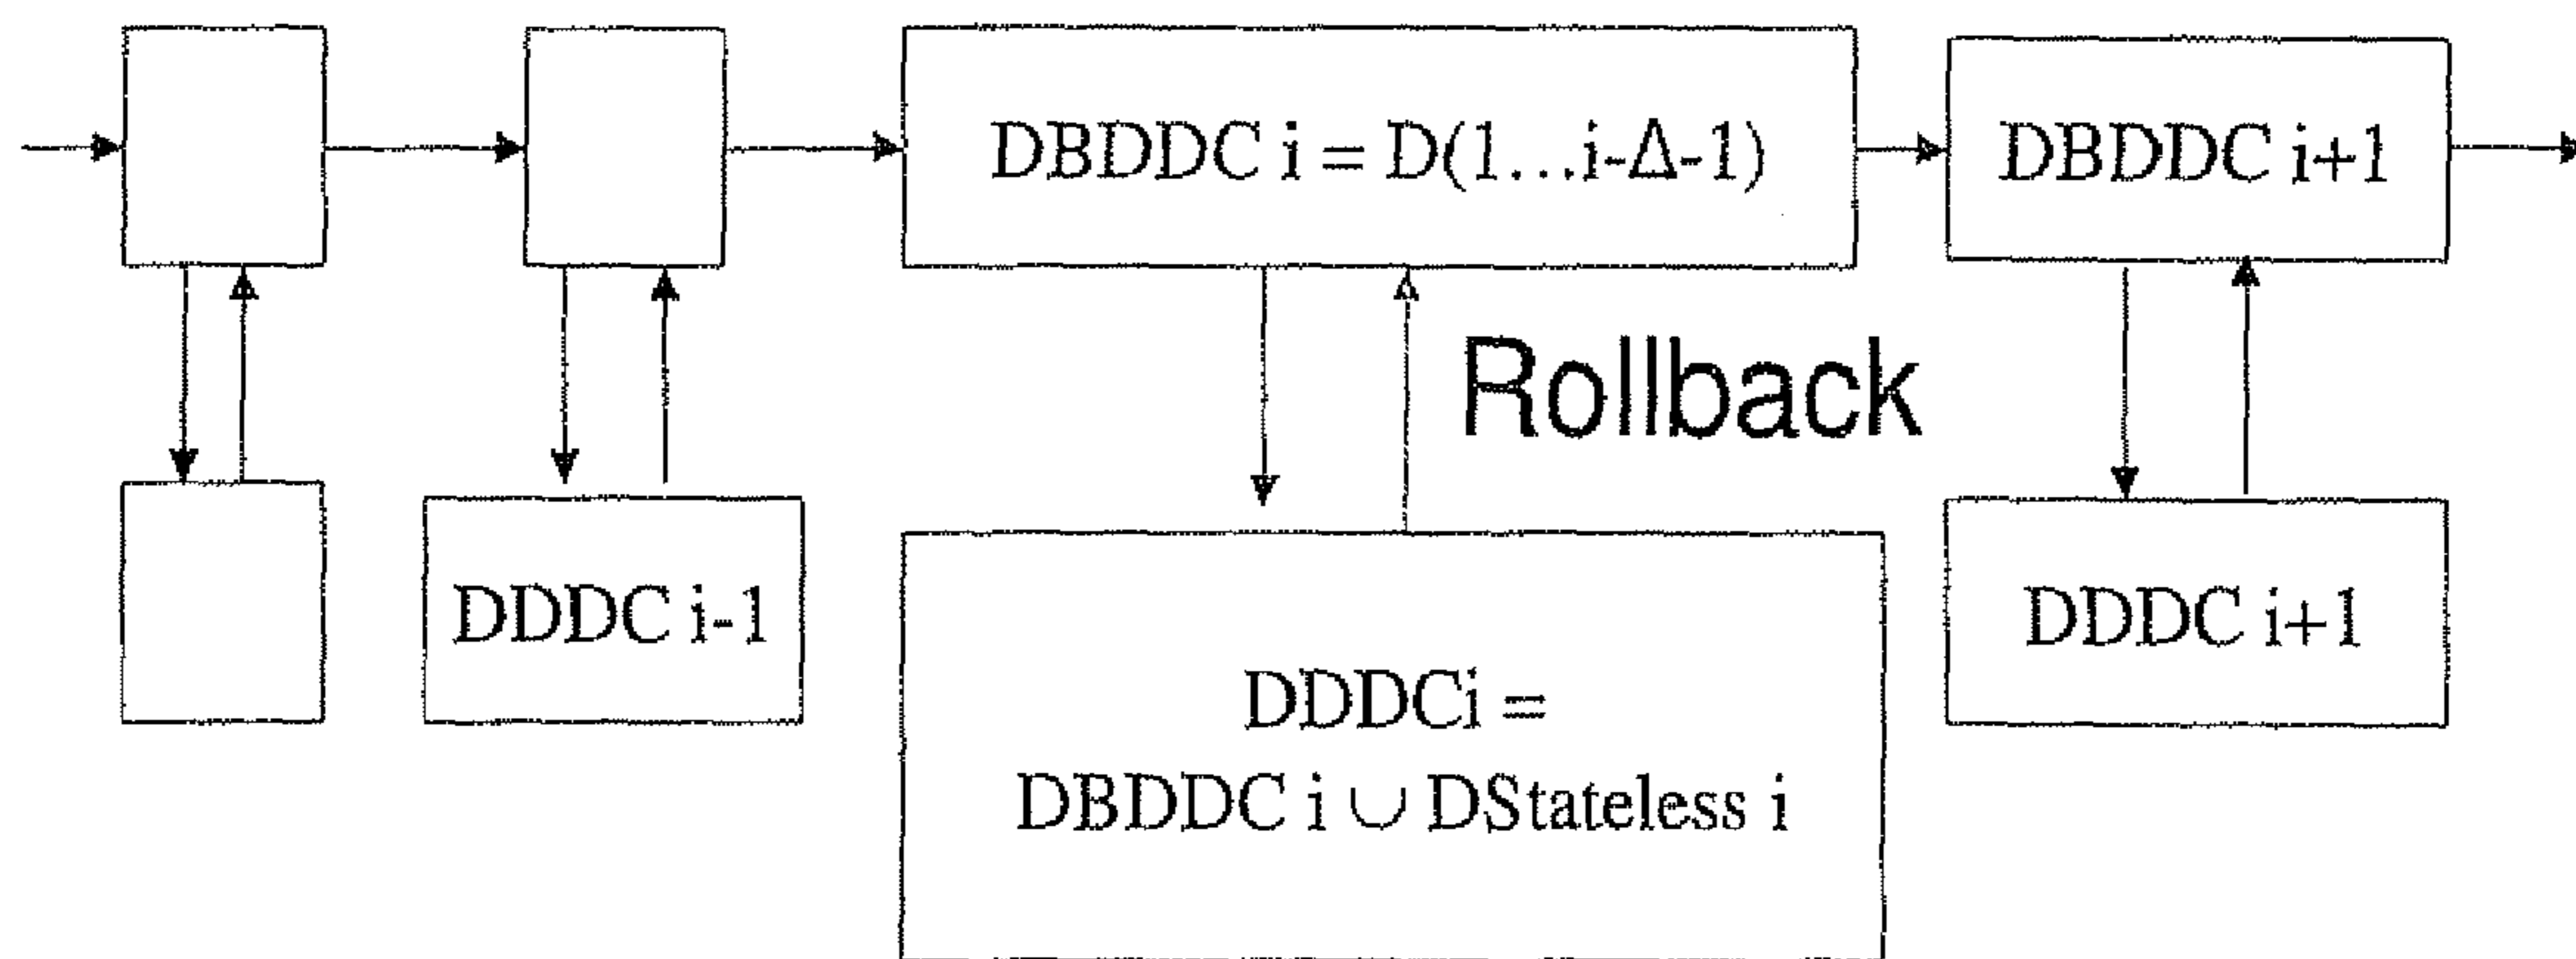 DBDDC i = D(1...i-Δ-1)
DBDDC i+1
Rollback
DDDC i-1
DDDCi =
DBDDC i ∪ DStateless i
DDDC i+1